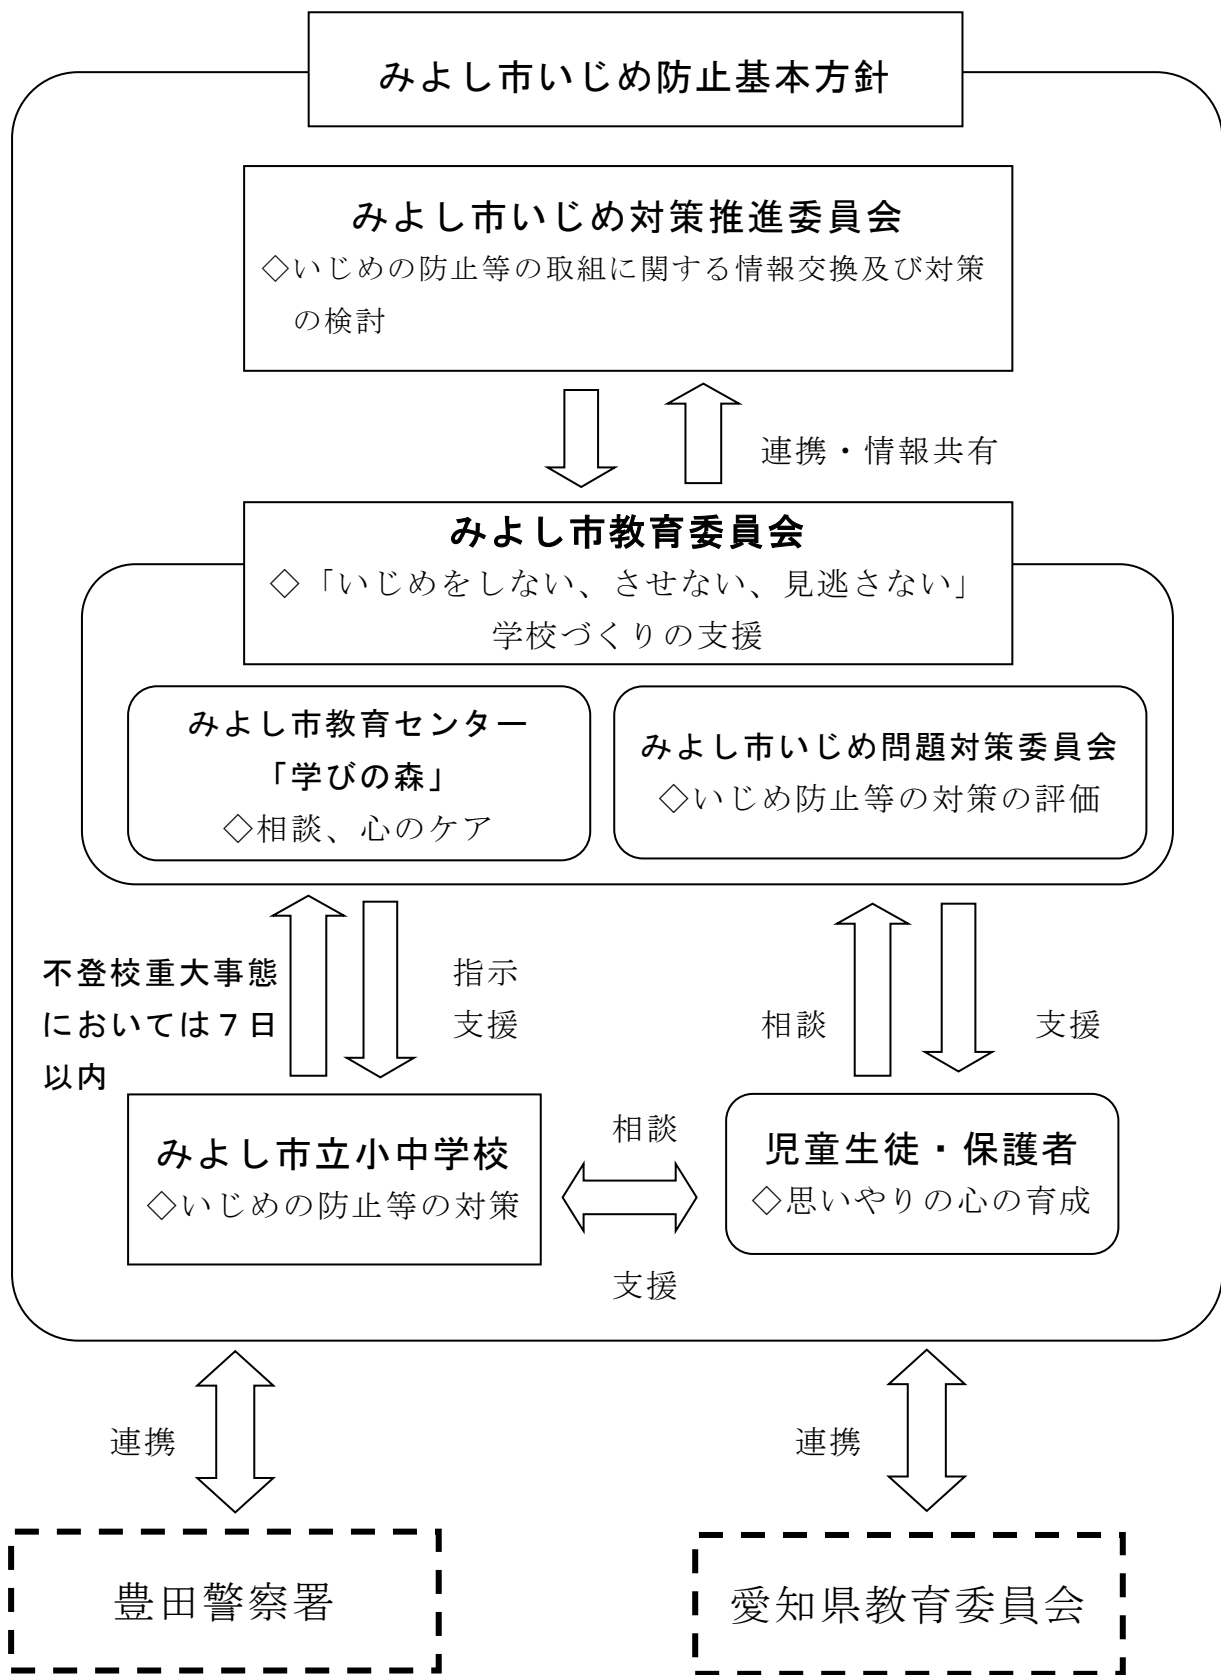 みよし市いじめ防止基本方針
みよし市いじめ対策推進委員会
◇いじめの防止等の取組に関する情報交換及び対策
の検討
連携・情報共有
みよし市教育委員会
◇「いじめをしない、させない、見逃さない」
学校づくりの支援
みよし市教育センター
「学びの森」
◇相談、心のケア
みよし市いじめ問題対策委員会
◇いじめ防止等の対策の評価
不登校重大事態
においては７日
以内
指示
支援
相談
支援
みよし市立小中学校
◇いじめの防止等の対策
相談
支援
児童生徒・保護者
◇思いやりの心の育成
連携
連携
豊田警察署
愛知県教育委員会